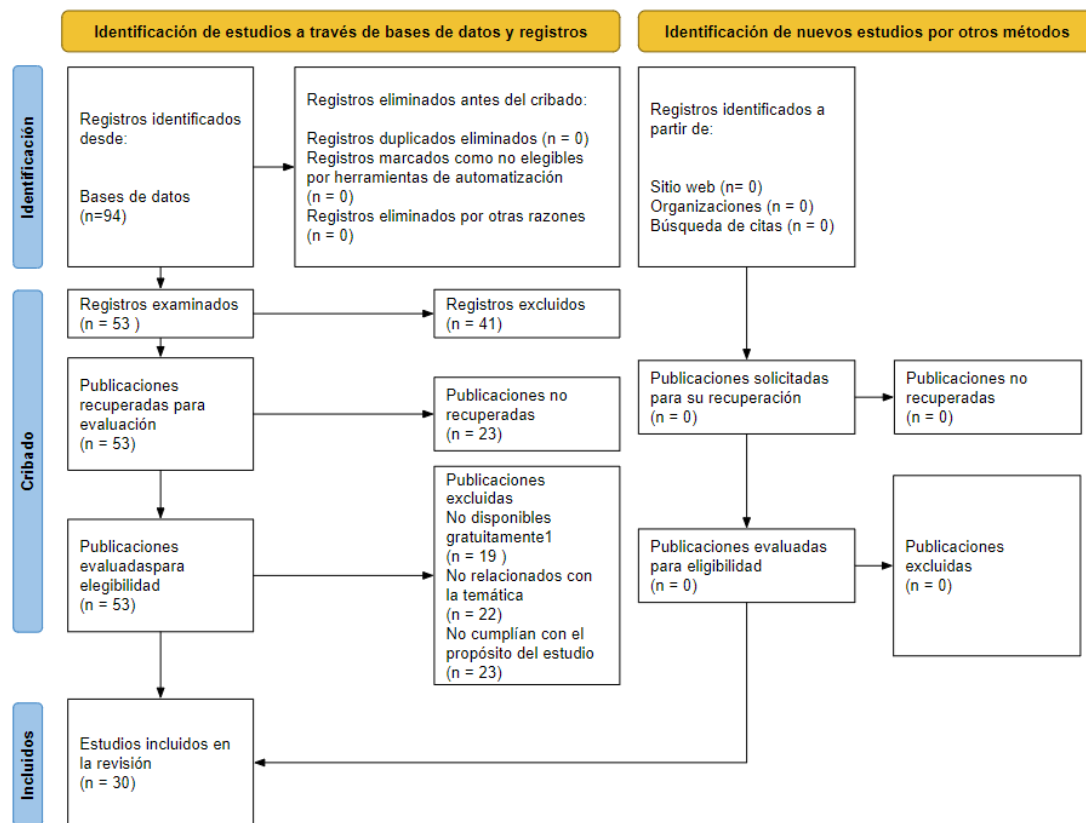 Identificación de estudios a través de bases de datos y registros
Identificación de nuevos estudios por otros métodos
Identificación
Registros identificados
desde:
Bases de datos
(n=94)
Registros eliminados antes del cribado:
Registros duplicados eliminados (n = 0)
Registros marcados como no elegibles
por herramientas de automatización
(n = 0)
Registros eliminados por otras razones
(n = 0)
Registros identificados a
partir de:
Sitio web (n= 0)
Organizaciones (n = 0)
Búsqueda de citas (n = 0)
Cribado
Registros examinados
(n = 53 )
Registros excluidos
(n = 41)
Publicaciones
recuperadas para
evaluación
(n = 53)
Publicaciones no
recuperadas
(n = 23)
Publicaciones solicitadas
para su recuperación
(n = 0)
Publicaciones no
recuperadas
(n = 0)
Publicaciones
evaluadaspara
elegibilidad
(n = 53)
Publicaciones
excluidas
No disponibles
gratuitamente1
(n = 19 )
No relacionados con
la temática
(n = 22)
No cumplían con el
propósito del estudio
(n = 23)
Publicaciones evaluadas
para eligibilidad
(n = 0)
Publicaciones
excluidas
(n = 0)
Incluidos
Estudios incluidos en
la revisión
(n = 30)